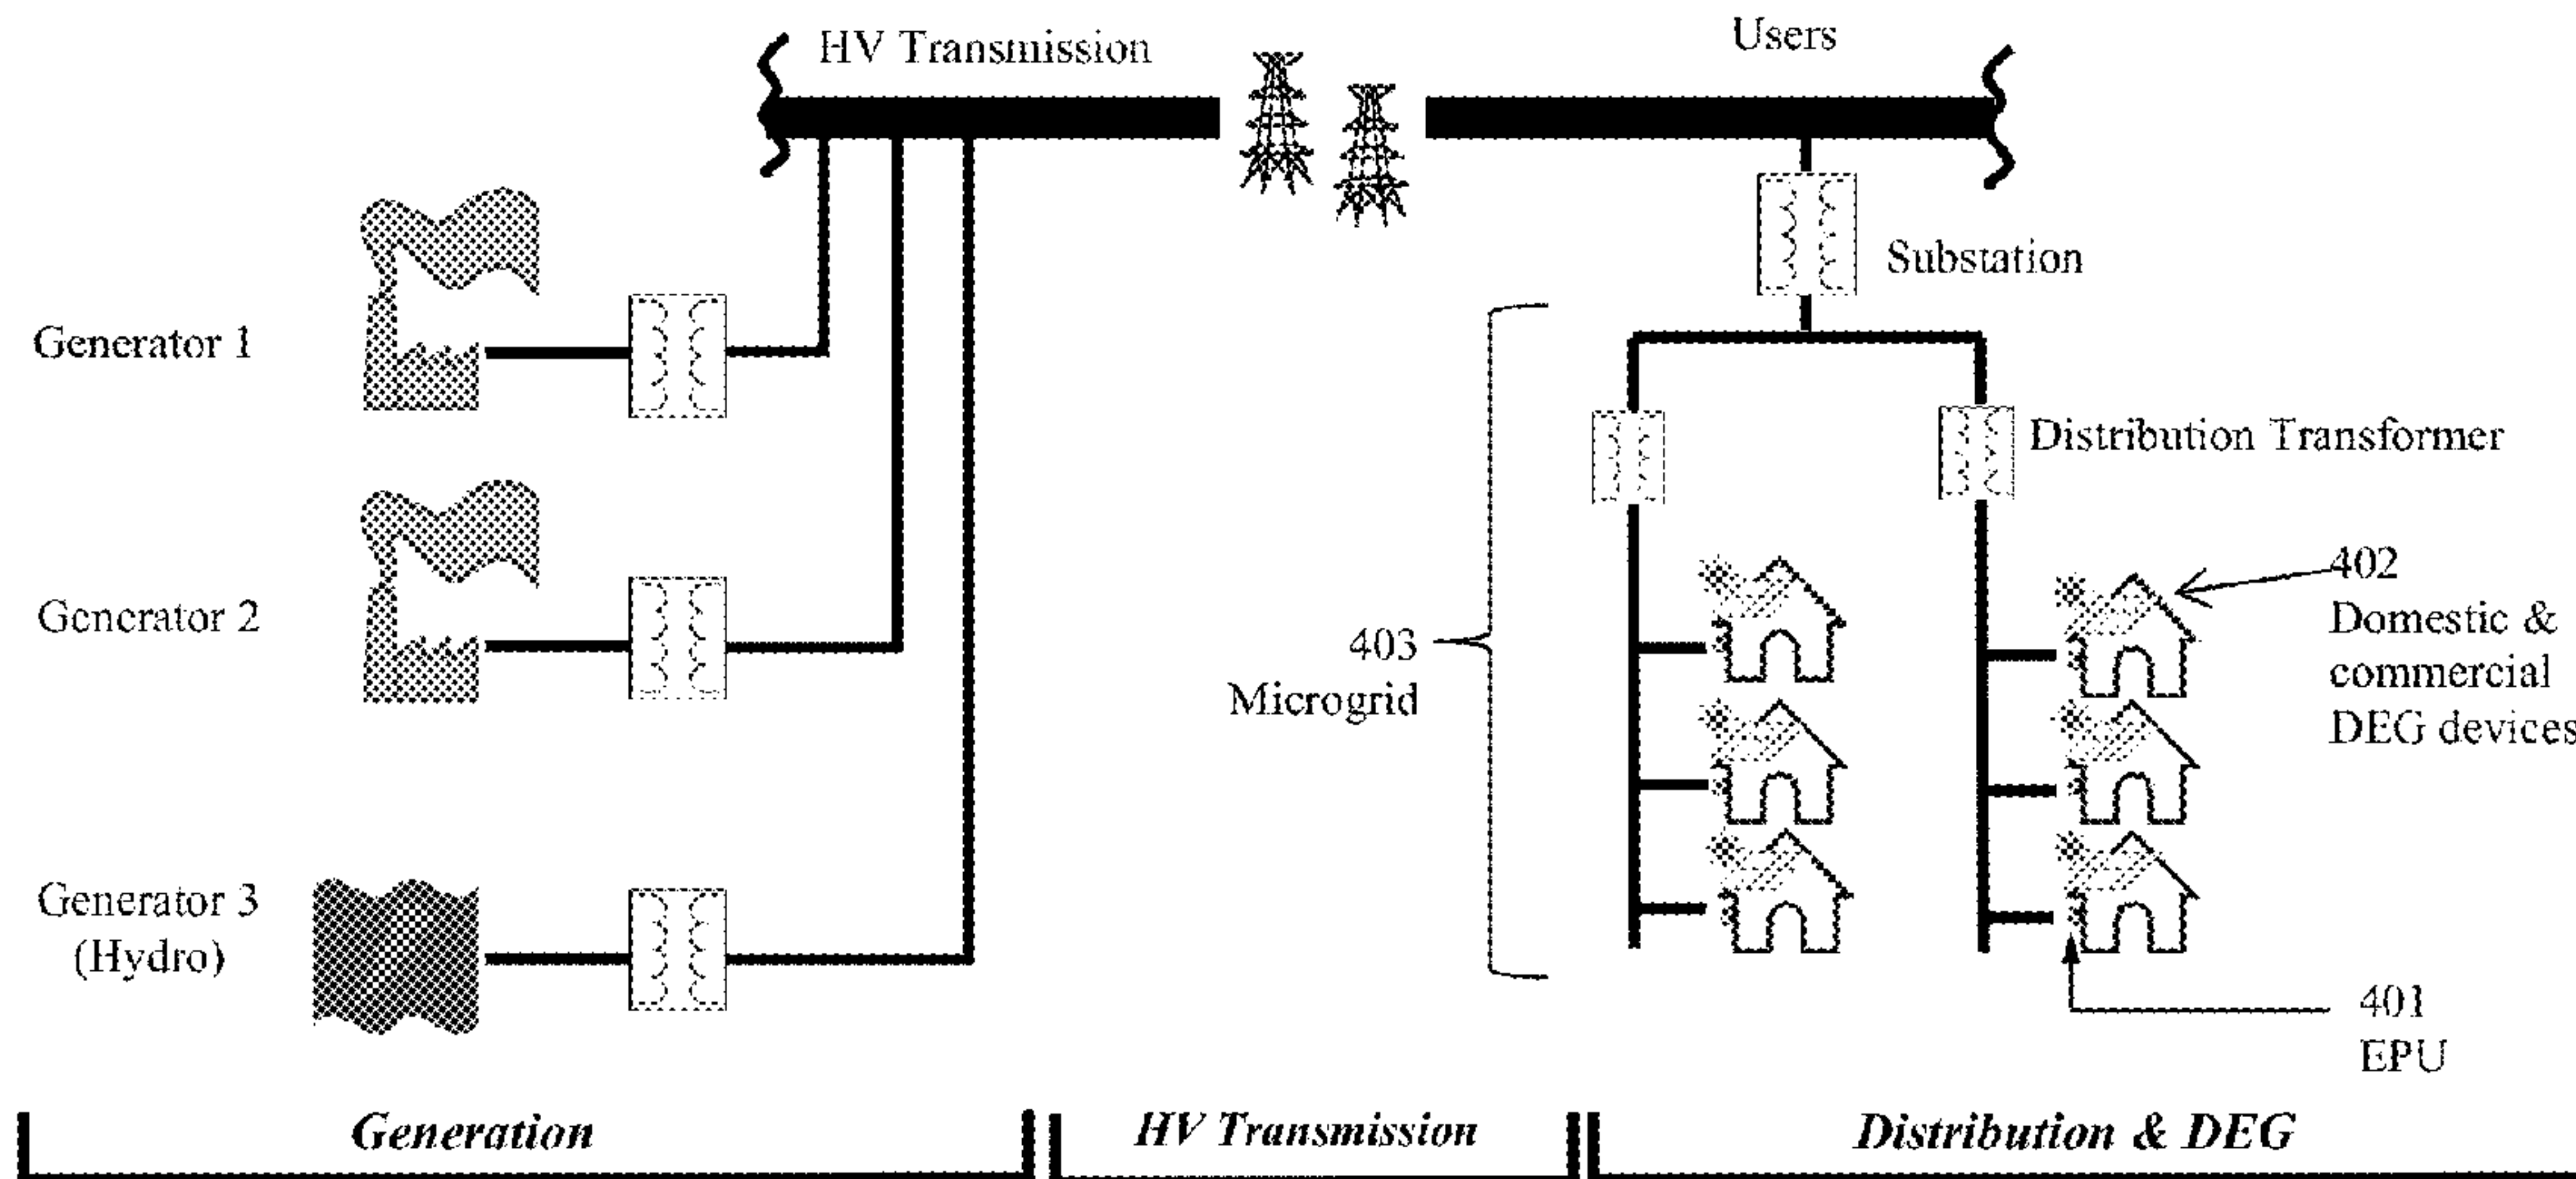 HV Transmission
Users
Substation
Generator 1
Distribution Transformer
402
Domestic &
commercial
DEG devices
Generator 2
403
Microgrid
Generator 3
(Hydro)
401
EPU
Generation
HV Transmission
Distribution & DEG